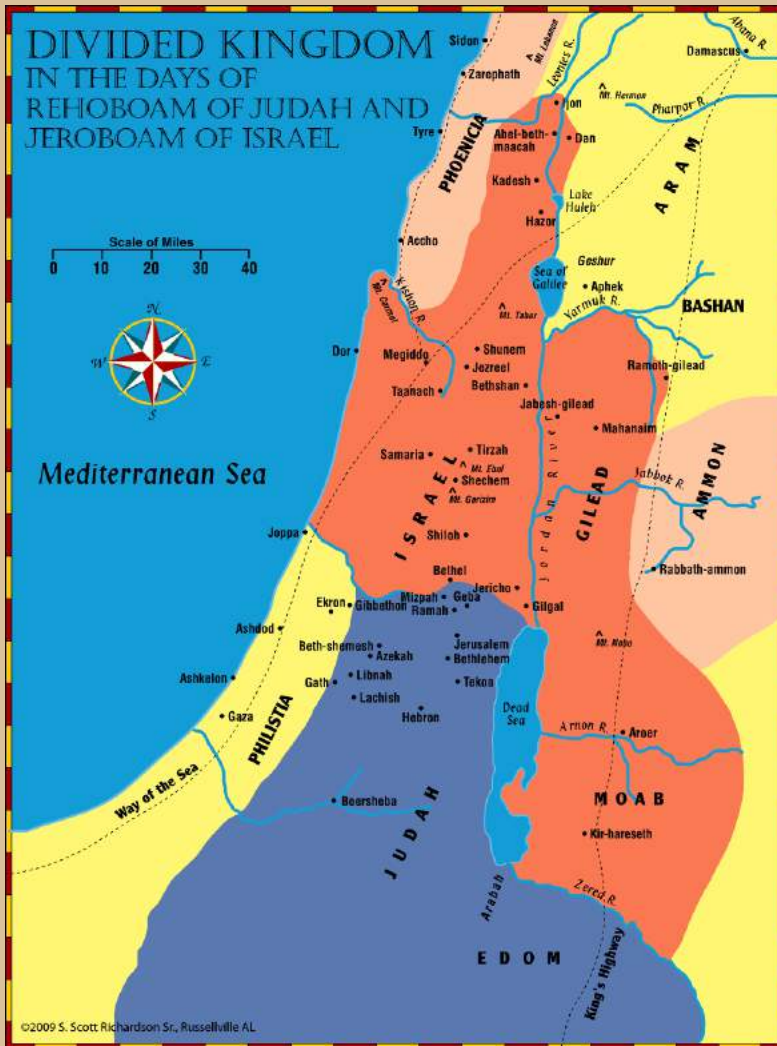 DIVIDED KINGDOM
IN THE DAYS OF
REHOBOAM OF JUDAH AND
JEROBOAM OF ISRAEL
Scale of Miles
0 10 20 30 40
N
W E
S
Sidon
Mt. Lebanon
Leontes R.
Abana R.
Damascus
Zarephath
Ijon
Mt. Hermon
Pharpar R.
Tyre
Abel-beth-
maacah
Dan
PHOENICIA
Kadesh
ARAM
Lake
Huleh
Hazor
Accho
Sea of
Galilee
Geshur
Aphek
Kishon R.
Mt. Carmel
Mt. Tabor
Yarmuk R.
BASHAN
Dor
Megiddo
Shunem
Jezreel
Ramoth-gilead
Taanach
Bethshan
Jabesh-gilead
Mahanaim
Mediterranean Sea
Samaria
Tirzah
Mt. Ebal
Shechem
Mt. Gerizim
ISRAEL
Jordan River
GILEAD
Jabbok R.
AMMON
Joppa
Shiloh
Bethel
Rabbath-ammon
Jericho
Mizpah
Geba
Ramah
Gilgal
Ekron
Gibbethon
Ashdod
Jerusalem
Mt. Nebo
Beth-shemesh
Azekah
Bethlehem
Ashkelon
Libnah
Gath
Tekoa
Lachish
Hebron
Dead
Sea
Gaza
Arnon R.
Aroer
PHILISTIA
Way of the Sea
Beersheba
MOAB
JUDAH
Kir-hareseth
Arabah
Zered R.
EDOM
King's Highway
©2009 S. Scott Richardson Sr., Russellville AL